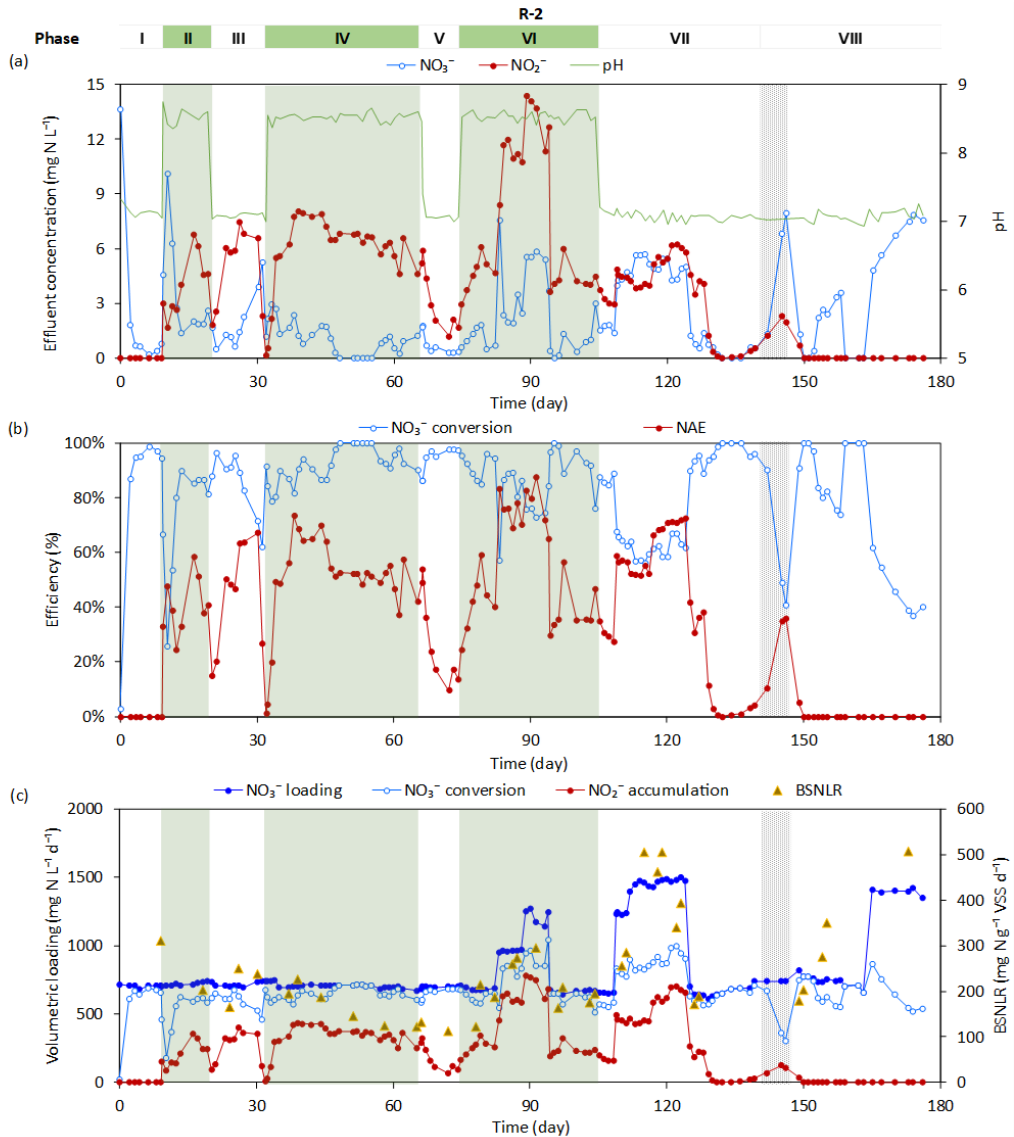 R-2
Phase I II III IV V VI VII VIII
(a)
NO₃⁻ NO₂⁻ pH
Effluent concentration (mg N L⁻¹)
15
12
9
6
3
0
pH
9
8
7
6
5
0 30 60 90 120 150 180
Time (day)
(b)
NO₃⁻ conversion NAE
Efficiency (%)
100%
80%
60%
40%
20%
0%
0 30 60 90 120 150 180
Time (day)
(c)
NO₃⁻ loading NO₃⁻ conversion NO₂⁻ accumulation BSNLR
Volumetric loading (mg N L⁻¹ d⁻¹)
2000
1500
1000
500
0
BSNLR (mg Ng⁻¹ VSS d⁻¹)
600
500
400
300
200
100
0
0 30 60 90 120 150 180
Time (day)